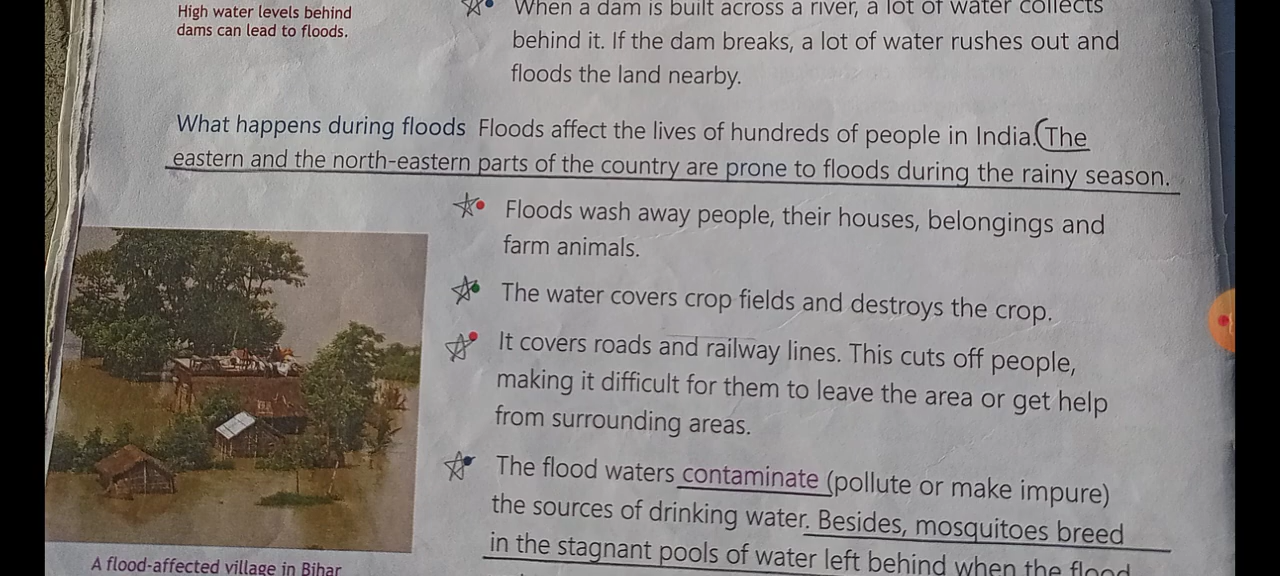 High water levels behind
dams can lead to floods.
When a dam is built across a river, a lot of water collects
behind it. If the dam breaks, a lot of water rushes out and
floods the land nearby.
What happens during floods Floods affect the lives of hundreds of people in India. The
eastern and the north-eastern parts of the country are prone to floods during the rainy season.
Floods wash away people, their houses, belongings and
farm animals.
The water covers crop fields and destroys the crop.
It covers roads and railway lines. This cuts off people,
making it difficult for them to leave the area or get help
from surrounding areas.
The flood waters contaminate (pollute or make impure)
the sources of drinking water. Besides, mosquitoes breed
in the stagnant pools of water left behind when the flood
A flood-affected village in Bihar